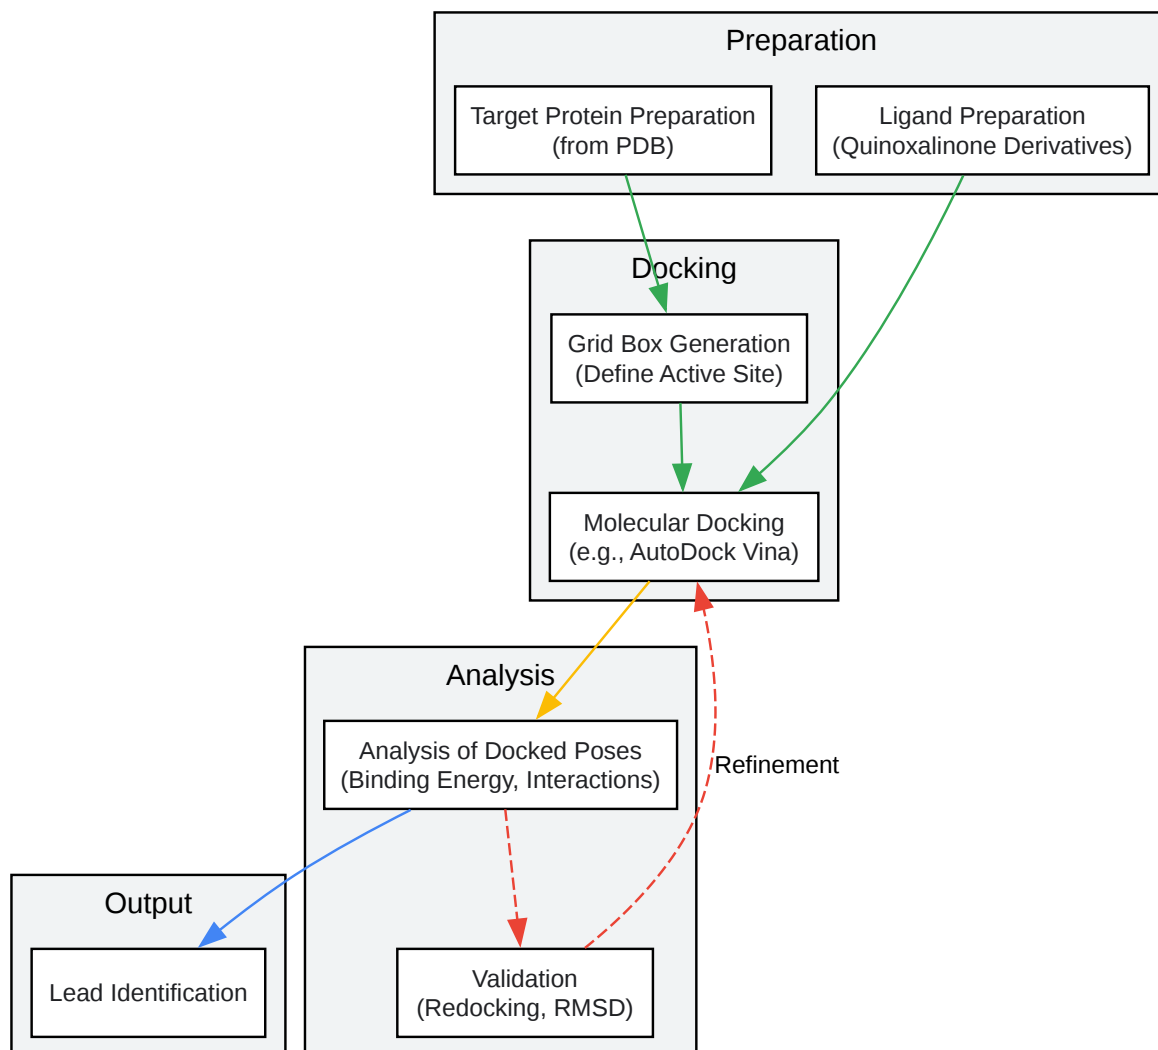 Preparation
Target Protein Preparation
(from PDB)
Ligand Preparation
(Quinoxalinone Derivatives)
Docking
Grid Box Generation
(Define Active Site)
Molecular Docking
(e.g., AutoDock Vina)
Analysis
Analysis of Docked Poses
(Binding Energy, Interactions)
Refinement
Output
Lead Identification
Validation
(Redocking, RMSD)